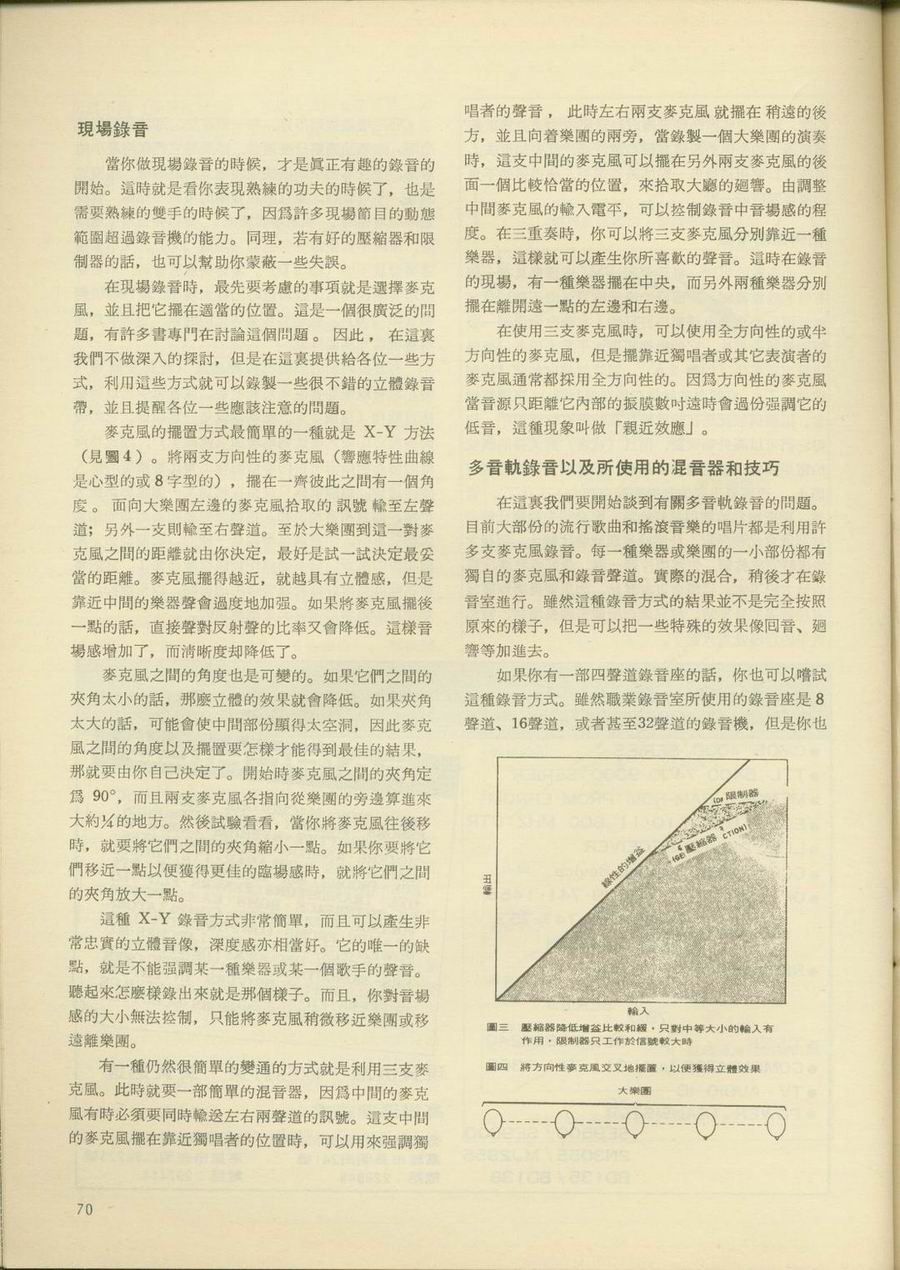 現場錄音
當你做現場錄音的時候，才是眞正有趣的錄音的
開始。這時就是看你表現熟練的功夫的時候了，也是
需要熟練的雙手的時候了，因爲許多現場節目的動態
範圍超過錄音機的能力。同理，若有好的壓縮器和限
制器的話，也可以幫助你蒙蔽一些失誤。
在現場錄音時，最先要考慮的事項就是選擇麥克
風，並且把它擺在適當的位置。這是一個很廣泛的問
題，有許多書專門在討論這個問題。因此，在這裏
我們不做深入的探討，但是在這裏提供給各位一些方
式，利用這些方式就可以錄製一些很不錯的立體錄音
帶，並且提醒各位一些應該注意的問題。
麥克風的擺置方式最簡單的一種就是 X-Y 方法
（見圖4）。將兩支方向性的麥克風（響應特性曲線
是心型的或8字型的），擺在一齊彼此之間有一個角
度。面向大樂團左邊的麥克風拾取的訊號輸至左聲
道；另外一支則輸至右聲道。至於大樂團到這一對麥
克風之間的距離就由你決定，最好是試一試決定最妥
當的距離。麥克風擺得越近，就越具有立體感，但是
靠近中間的樂器聲會過度地加强。如果將麥克風擺後
一點的話，直接聲對反射聲的比率又會降低。這樣音
場感增加了，而淸晰度却降低了。
麥克風之間的角度也是可變的。如果它們之間的
夾角太小的話，那麼立體的效果就會降低。如果夾角
太大的話，可能會使中間部份顯得太空洞，因此麥克
風之間的角度以及擺置要怎樣才能得到最佳的結果，
那就要由你自己決定了。開始時麥克風之間的夾角定
爲 90°，而且兩支麥克風各指向從樂團的旁邊算進來
大約¼的地方。然後試驗看看，當你將麥克風往後移
時，就要將它們之間的夾角縮小一點。如果你要將它
們移近一點以便獲得更佳的臨場感時，就將它們之間
的夾角放大一點。
這種 X-Y 錄音方式非常簡單，而且可以產生非
常忠實的立體音像，深度感亦相當好。它的唯一的缺
點，就是不能强調某一種樂器或某一個歌手的聲音。
聽起來怎麼樣錄出來就是那個樣子。而且，你對音場
感的大小無法控制，只能將麥克風稍微移近樂團或移
遠離樂團。
有一種仍然很簡單的變通的方式就是利用三支麥
克風。此時就要一部簡單的混音器，因爲中間的麥克
風有時必須要同時輸送左右兩聲道的訊號。這支中間
的麥克風擺在靠近獨唱者的位置時，可以用來强調獨
唱者的聲音，此時左右兩支麥克風就擺在稍遠的後
方，並且向着樂團的兩旁，當錄製一個大樂團的演奏
時，這支中間的麥克風可以擺在另外兩支麥克風的後
面一個比較恰當的位置，來拾取大廳的廻響。由調整
中間麥克風的輸入電平，可以控制錄音中音場感的程
度。在三重奏時，你可以將三支麥克風分別靠近一種
樂器，這樣就可以產生你所喜歡的聲音。這時在錄音
的現場，有一種樂器擺在中央，而另外兩種樂器分別
擺在離開遠一點的左邊和右邊。
在使用三支麥克風時，可以使用全方向性的或半
方向性的麥克風，但是擺靠近獨唱者或其它表演者的
麥克風通常都採用全方向性的。因爲方向性的麥克風
當音源只距離它內部的振膜數吋遠時會過份强調它的
低音，這種現象叫做「親近效應」。
多音軌錄音以及所使用的混音器和技巧
在這裏我們要開始談到有關多音軌錄音的問題。
目前大部份的流行歌曲和搖滾音樂的唱片都是利用許
多支麥克風錄音。每一種樂器或樂團的一小部份都有
獨自的麥克風和錄音聲道。實際的混合，稍後才在錄
音室進行。雖然這種錄音方式的結果並不是完全按照
原來的樣子，但是可以把一些特殊的效果像囘音、廻
響等加進去。
如果你有一部四聲道錄音座的話，你也可以嚐試
這種錄音方式。雖然職業錄音室所使用的錄音座是 8
聲道、16聲道，或者甚至32聲道的錄音機，但是你也
限制器
壓縮器
CTION)
線性的增益
輸出
輸入
圖三 壓縮器降低增益比較和緩，只對中等大小的輸入有
作用，限制器只工作於信號較大時
圖四 將方向性麥克風交叉地擺置，以便獲得立體效果
大樂團
70